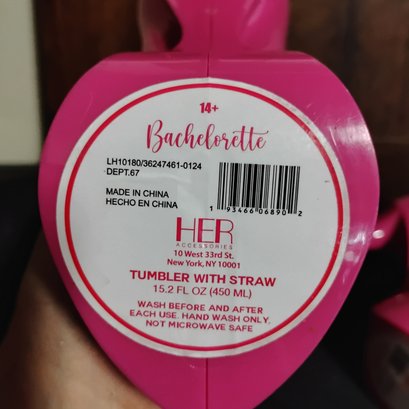 14+
Bachelorette
LH10180/36247461-0124
DEPT.67
MADE IN CHINA
HECHO EN CHINA
1 93466 06890 2
HER
ACCESSORIES
10 West 33rd St.
New York, NY 10001
TUMBLER WITH STRAW
15.2 FL OZ (450 ML)
WASH BEFORE AND AFTER
EACH USE. HAND WASH ONLY.
NOT MICROWAVE SAFE